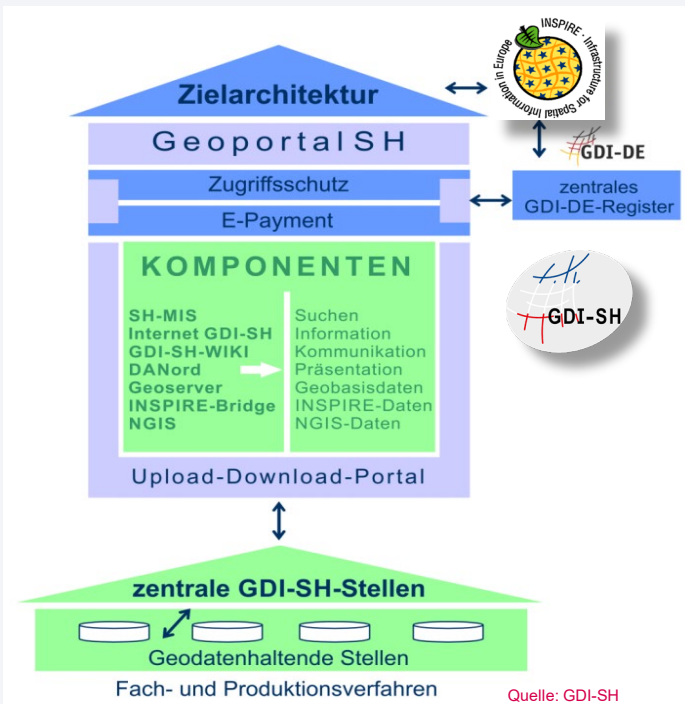 Zielarchitektur
INSPIRE · Infrastructure for Spatial Information in Europe
GeoportalSH
GDI-DE
Zugriffsschutz
zentrales
GDI-DE-Register
E-Payment
KOMPONENTEN
SH-MIS
Internet GDI-SH
GDI-SH-WIKI
DANord
Geoserver
INSPIRE-Bridge
NGIS
Suchen
Information
Kommunikation
Präsentation
Geobasisdaten
INSPIRE-Daten
NGIS-Daten
GDI-SH
Upload-Download-Portal
zentrale GDI-SH-Stellen
Geodatenhaltende Stellen
Fach- und Produktionsverfahren
Quelle: GDI-SH